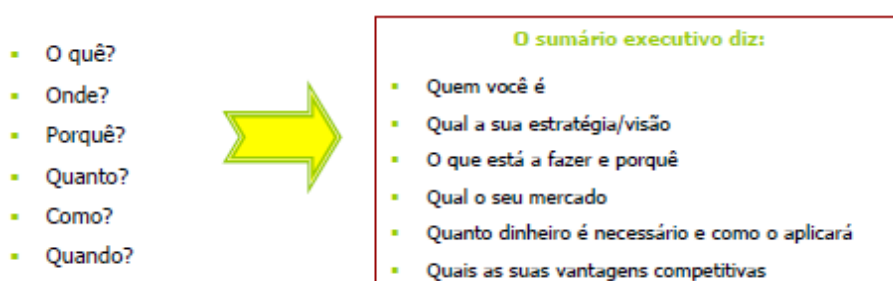 O quê?
Onde?
Porquê?
Quanto?
Como?
Quando?
O sumário executivo diz:
Quem você é
Qual a sua estratégia/visão
O que está a fazer e porquê
Qual o seu mercado
Quanto dinheiro é necessário e como o aplicará
Quais as suas vantagens competitivas